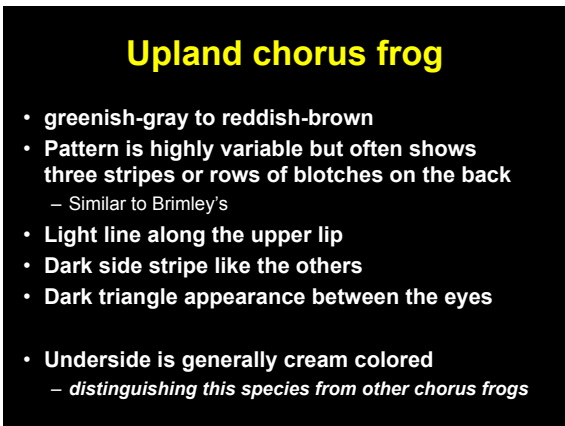 Upland chorus frog
• greenish-gray to reddish-brown
• Pattern is highly variable but often shows
three stripes or rows of blotches on the back
– Similar to Brimley's
• Light line along the upper lip
• Dark side stripe like the others
• Dark triangle appearance between the eyes
• Underside is generally cream colored
– distinguishing this species from other chorus frogs